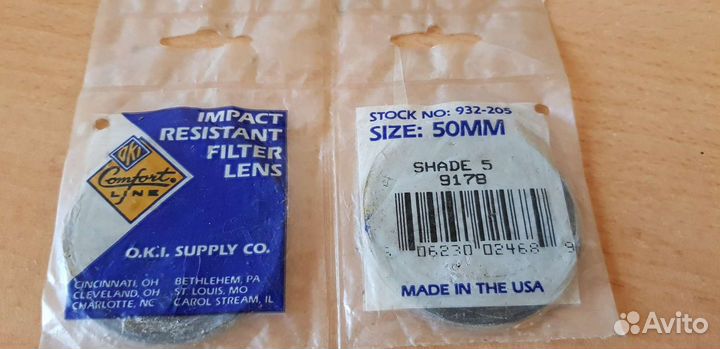 IMPACT
RESISTANT
FILTER
LENS
OKI
Comfort
LINE
O.K.I. SUPPLY CO.
CINCINNATI, OH BETHLEHEM, PA
CLEVELAND, OH ST. LOUIS, MO
CHARLOTTE, NC CAROL STREAM, IL
STOCK NO: 932-205
SIZE: 50MM
SHADE 5
9178
06230 02468 9
MADE IN THE USA
Avito